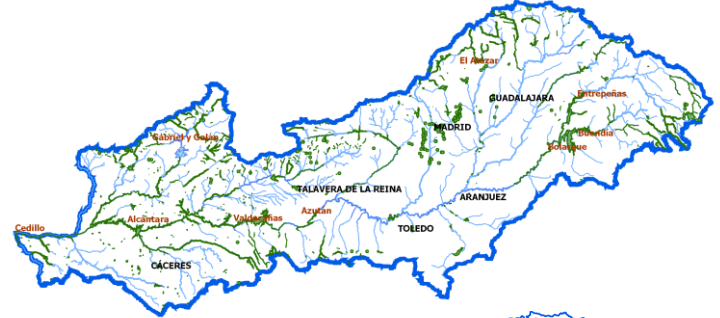 El Atazar
GUADALAJARA
Entrepeñas
MADRID
Buendia
Gabriel y Galán
Bolarque
TALAVERA DE LA REINA
ARANJUEZ
Azután
Alcántara
Valdecañas
Cedillo
TOLEDO
CÁCERES